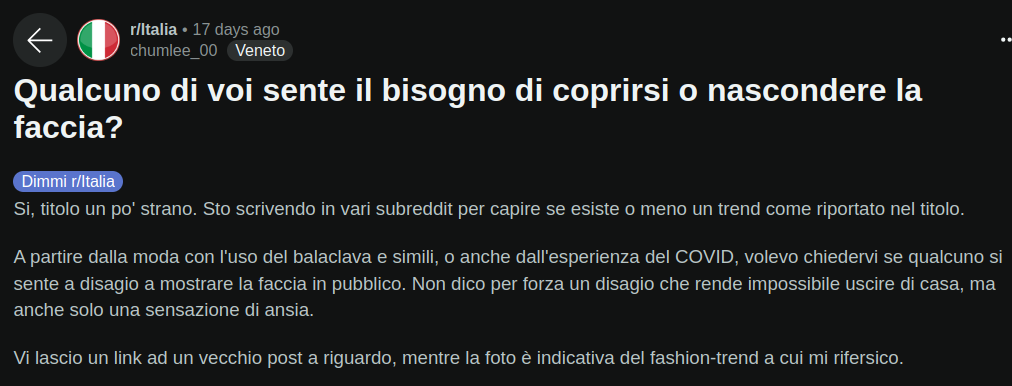 r/Italia • 17 days ago
chumlee_00 Veneto
Qualcuno di voi sente il bisogno di coprirsi o nascondere la
faccia?
Dimmi r/Italia
Si, titolo un po' strano. Sto scrivendo in vari subreddit per capire se esiste o meno un trend come riportato nel titolo.
A partire dalla moda con l'uso del balaclava e simili, o anche dall'esperienza del COVID, volevo chiedervi se qualcuno si
sente a disagio a mostrare la faccia in pubblico. Non dico per forza un disagio che rende impossibile uscire di casa, ma
anche solo una sensazione di ansia.
Vi lascio un link ad un vecchio post a riguardo, mentre la foto è indicativa del fashion-trend a cui mi rifersico.